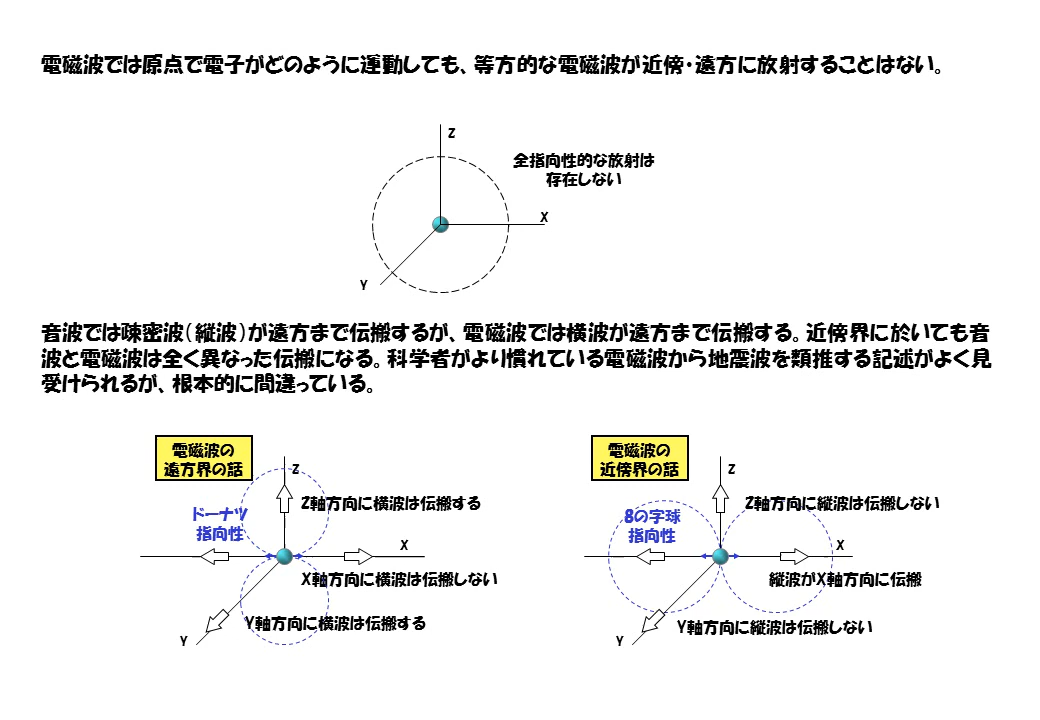 電磁波では原点で電子がどのように運動しても、等方的な電磁波が近傍・遠方に放射することはない。
Z
全指向性的な放射は
存在しない
X
Y
音波では疎密波（縦波）が遠方まで伝搬するが、電磁波では横波が遠方まで伝搬する。近傍界に於いても音
波と電磁波は全く異なった伝搬になる。科学者がより慣れている電磁波から地震波を類推する記述がよく見
受けられるが、根本的に間違っている。
電磁波の
遠方界の話
Z
Z軸方向に横波は伝搬する
ドーナツ
指向性
X
X軸方向に横波は伝搬しない
Y軸方向に横波は伝搬する
Y
電磁波の
近傍界の話
Z
Z軸方向に縦波は伝搬しない
8の字球
指向性
X
縦波がX軸方向に伝搬
Y軸方向に縦波は伝搬しない
Y